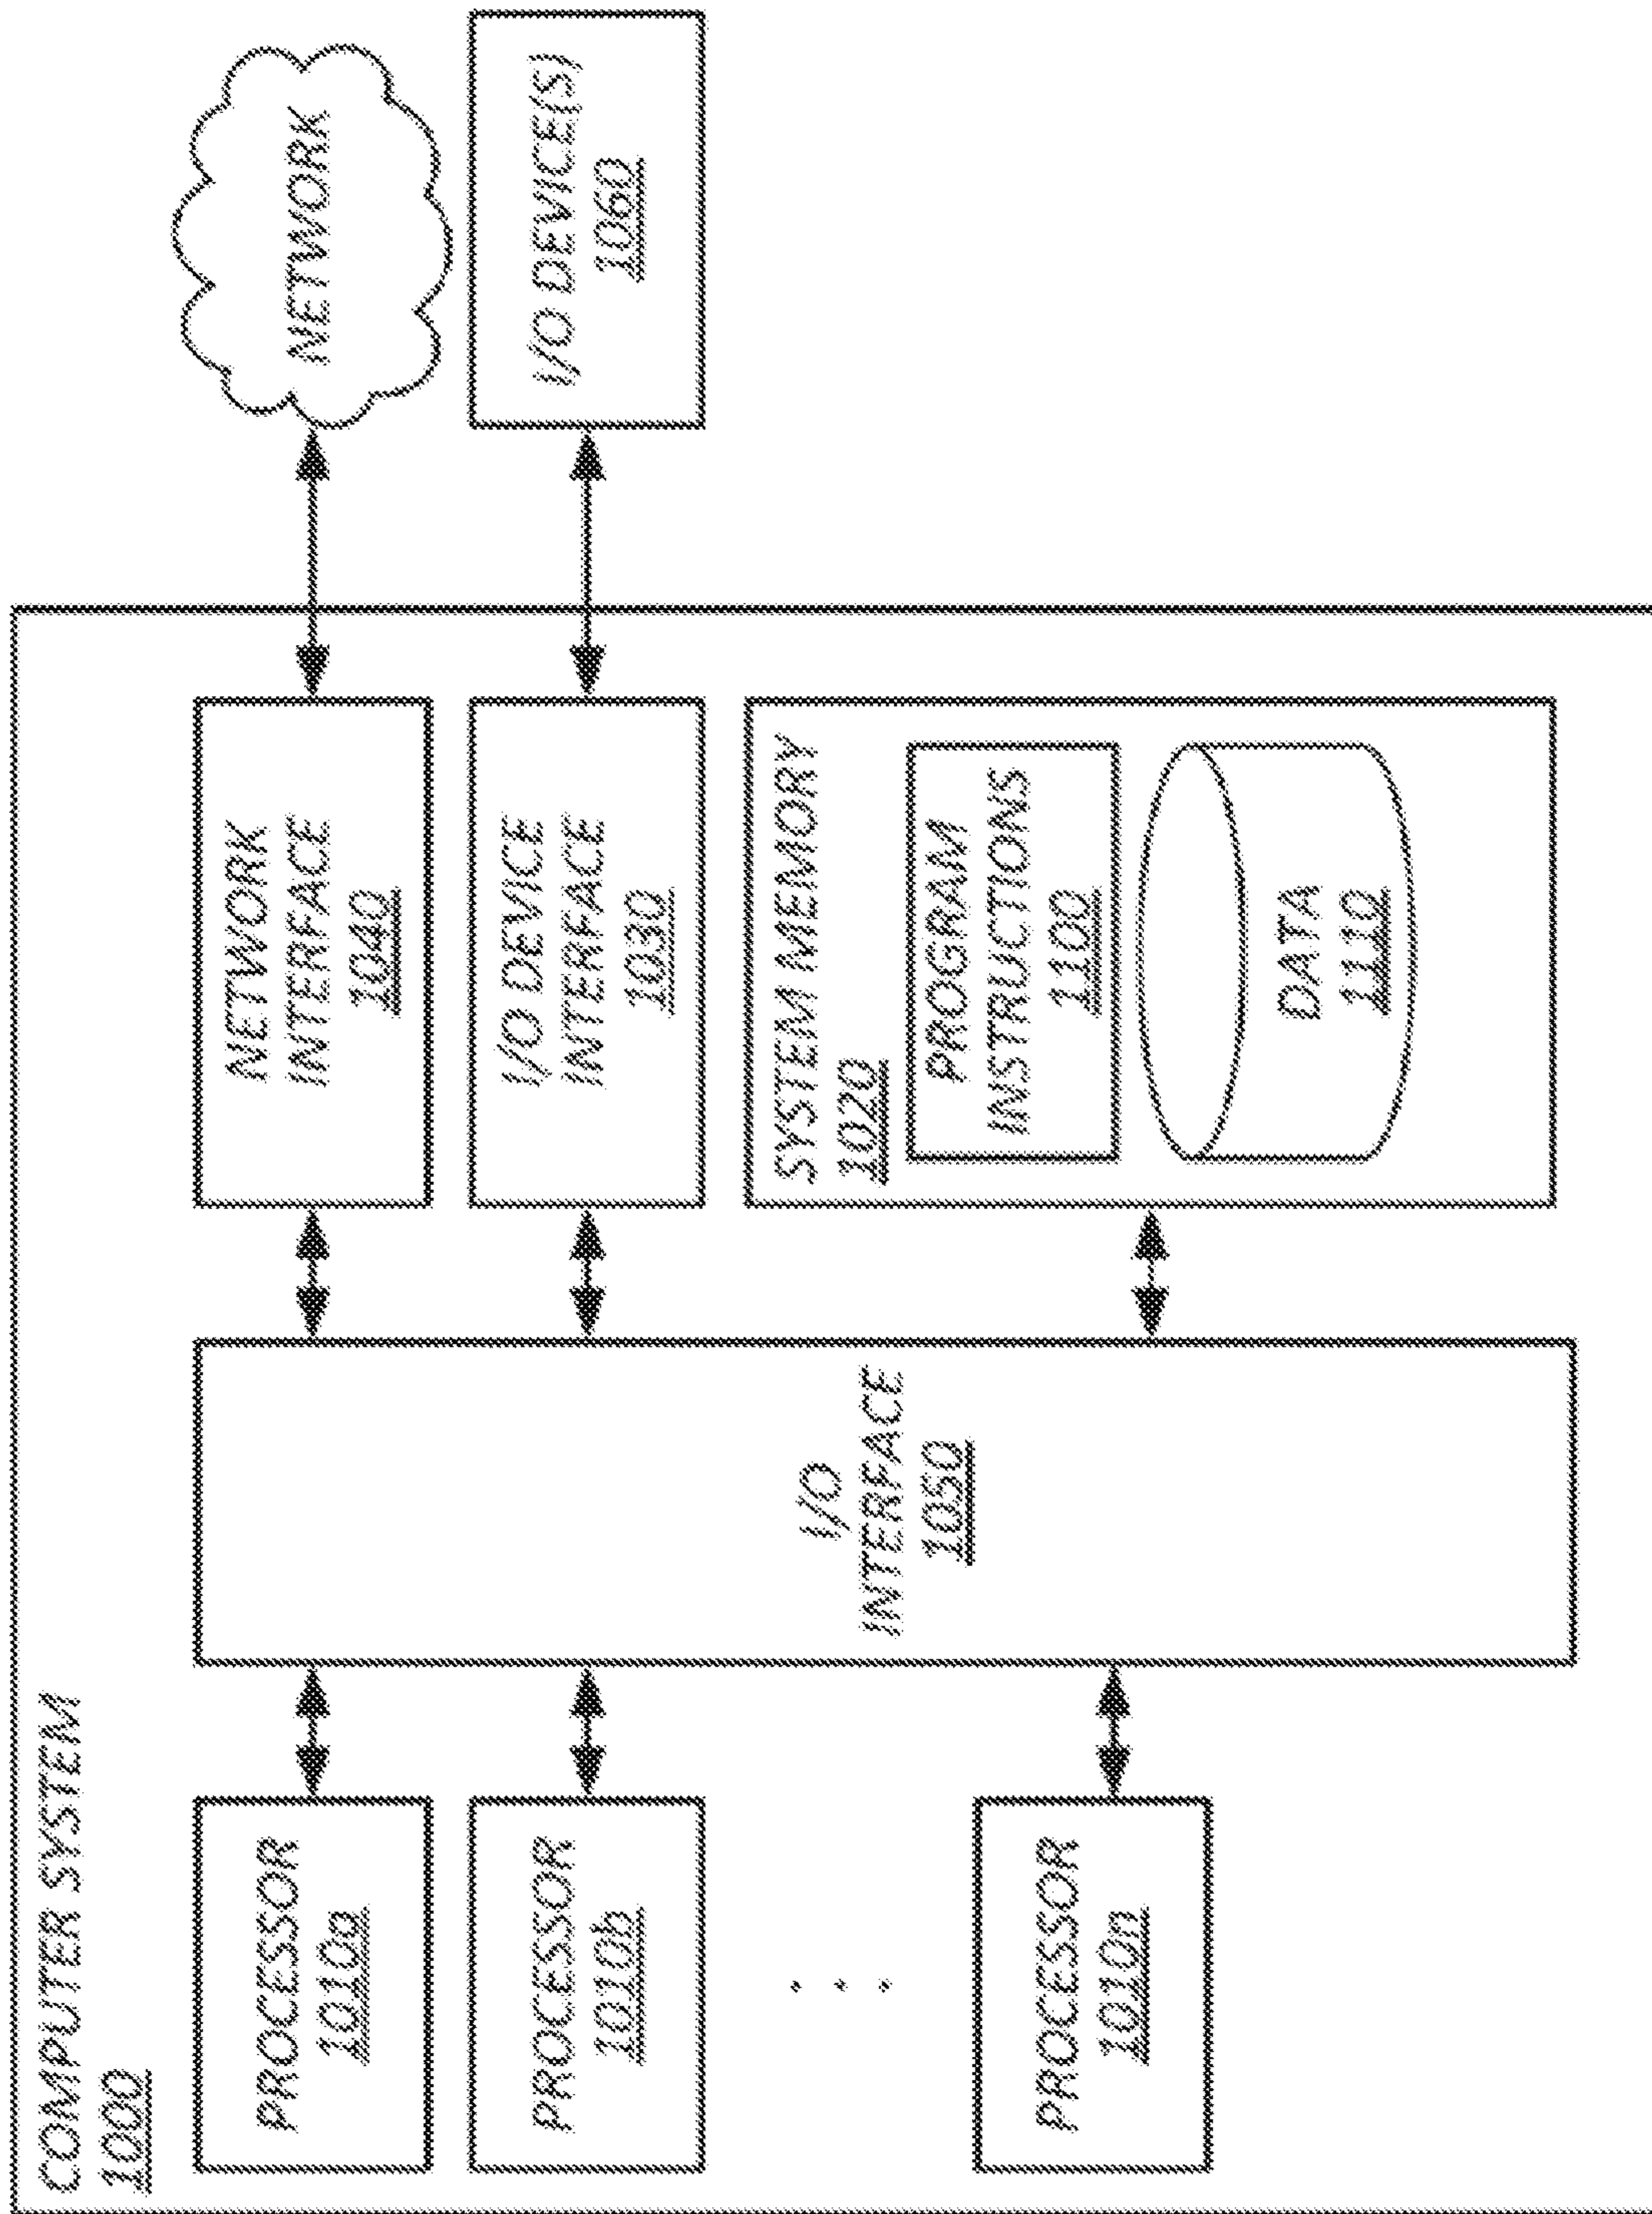 COMPUTER SYSTEM
1000
PROCESSOR
1010a
PROCESSOR
1010b
. . .
PROCESSOR
1010n
I/O
INTERFACE
1050
NETWORK
INTERFACE
1040
I/O DEVICE
INTERFACE
1030
SYSTEM MEMORY
1020
PROGRAM
INSTRUCTIONS
1100
DATA
1110
NETWORK
I/O DEVICE(S)
1060